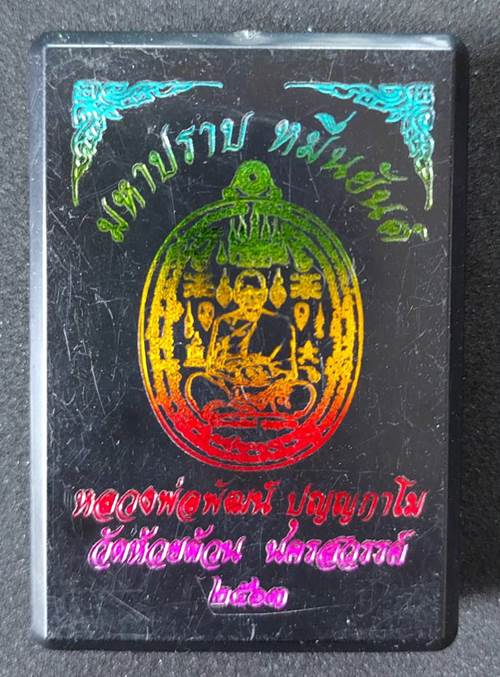 มหาปราบ หมื่นยันต์
หลวงพ่อพัฒน์ ปุญญกาโม
วัดห้วยด้วน นครสวรรค์
๒๕๖๓